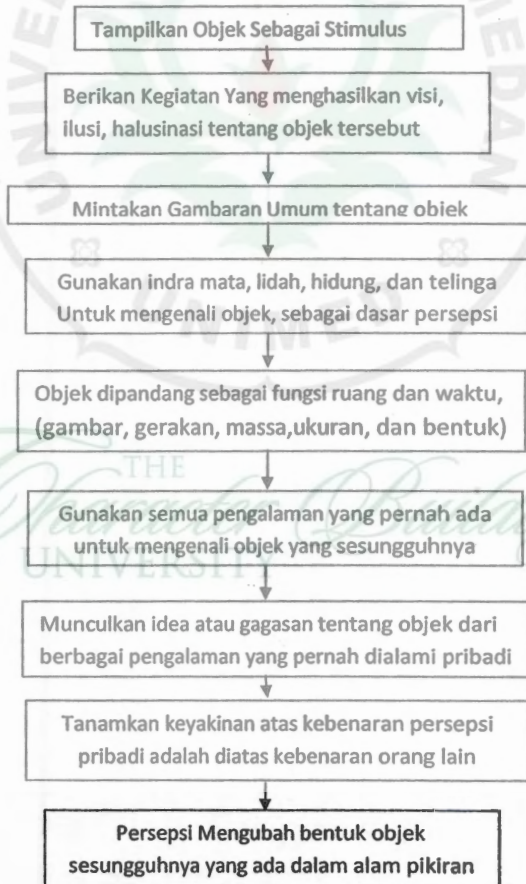 Tampilkan Objek Sebagai Stimulus
Berikan Kegiatan Yang menghasilkan visi,
ilusi, halusinasi tentang objek tersebut
Mintakan Gambaran Umum tentang objek
Gunakan indra mata, lidah, hidung, dan telinga
Untuk mengenali objek, sebagai dasar persepsi
UNIMED
Objek dipandang sebagai fungsi ruang dan waktu,
(gambar, gerakan, massa,ukuran, dan bentuk)
THE
Character Building
UNIVERSITY
Gunakan semua pengalaman yang pernah ada
untuk mengenali objek yang sesungguhnya
Munculkan idea atau gagasan tentang objek dari
berbagai pengalaman yang pernah dialami pribadi
Tanamkan keyakinan atas kebenaran persepsi
pribadi adalah diatas kebenaran orang lain
Persepsi Mengubah bentuk objek
sesungguhnya yang ada dalam alam pikiran